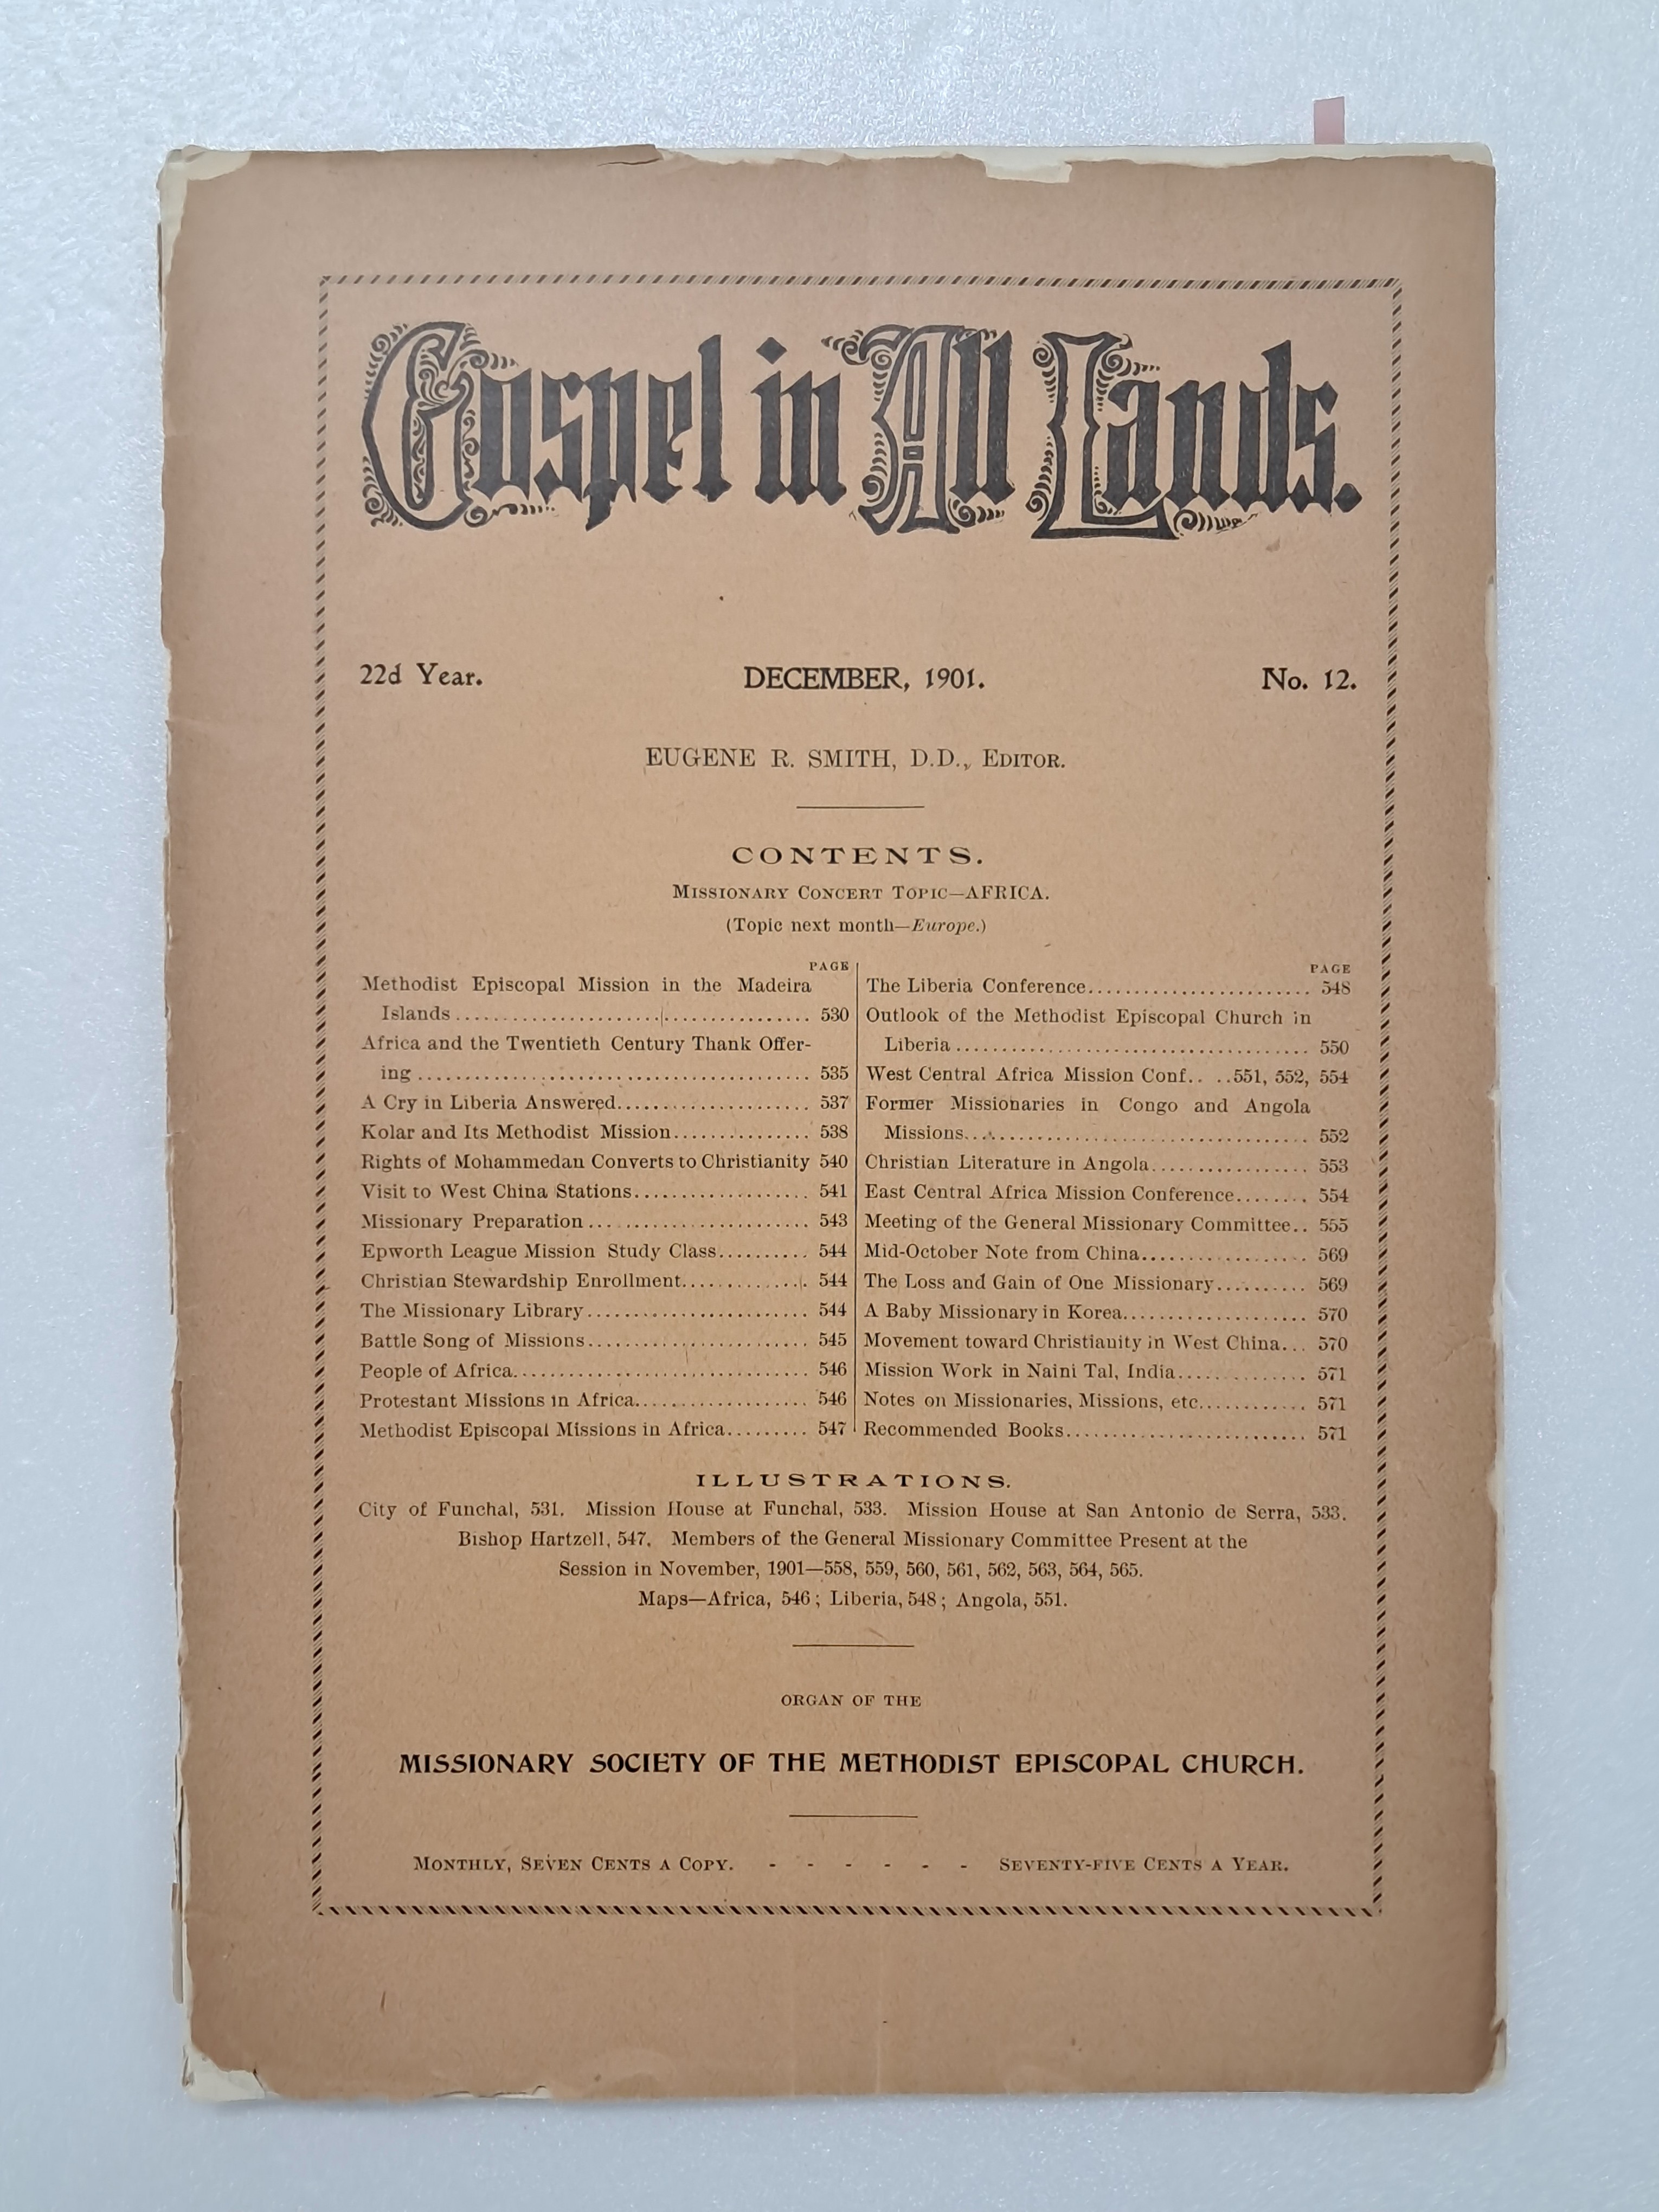 Gospel in All Lands.
22d Year. DECEMBER, 1901. No. 12.
EUGENE R. SMITH, D.D., EDITOR.
CONTENTS.
MISSIONARY CONCERT TOPIC—AFRICA.
(Topic next month—Europe.)
PAGE
Methodist Episcopal Mission in the Madeira
Islands .................................... 530
Africa and the Twentieth Century Thank Offer-
ing ........................................ 535
A Cry in Liberia Answered.................... 537
Kolar and Its Methodist Mission............... 538
Rights of Mohammedan Converts to Christianity 540
Visit to West China Stations................... 541
Missionary Preparation ........................ 543
Epworth League Mission Study Class.......... 544
Christian Stewardship Enrollment............. 544
The Missionary Library........................ 544
Battle Song of Missions........................ 545
People of Africa................................ 546
Protestant Missions in Africa................... 546
Methodist Episcopal Missions in Africa......... 547
PAGE
The Liberia Conference........................ 548
Outlook of the Methodist Episcopal Church in
Liberia ...................................... 550
West Central Africa Mission Conf.. ..551, 552, 554
Former Missionaries in Congo and Angola
Missions..................................... 552
Christian Literature in Angola................. 553
East Central Africa Mission Conference........ 554
Meeting of the General Missionary Committee.. 555
Mid-October Note from China.................. 569
The Loss and Gain of One Missionary.......... 569
A Baby Missionary in Korea.................... 570
Movement toward Christianity in West China... 570
Mission Work in Naini Tal, India.............. 571
Notes on Missionaries, Missions, etc............ 571
Recommended Books.......................... 571
ILLUSTRATIONS.
City of Funchal, 531. Mission House at Funchal, 533. Mission House at San Antonio de Serra, 533.
Bishop Hartzell, 547. Members of the General Missionary Committee Present at the
Session in November, 1901—558, 559, 560, 561, 562, 563, 564, 565.
Maps—Africa, 546; Liberia, 548; Angola, 551.
ORGAN OF THE
MISSIONARY SOCIETY OF THE METHODIST EPISCOPAL CHURCH.
MONTHLY, SEVEN CENTS A COPY. - - - - - - SEVENTY-FIVE CENTS A YEAR.